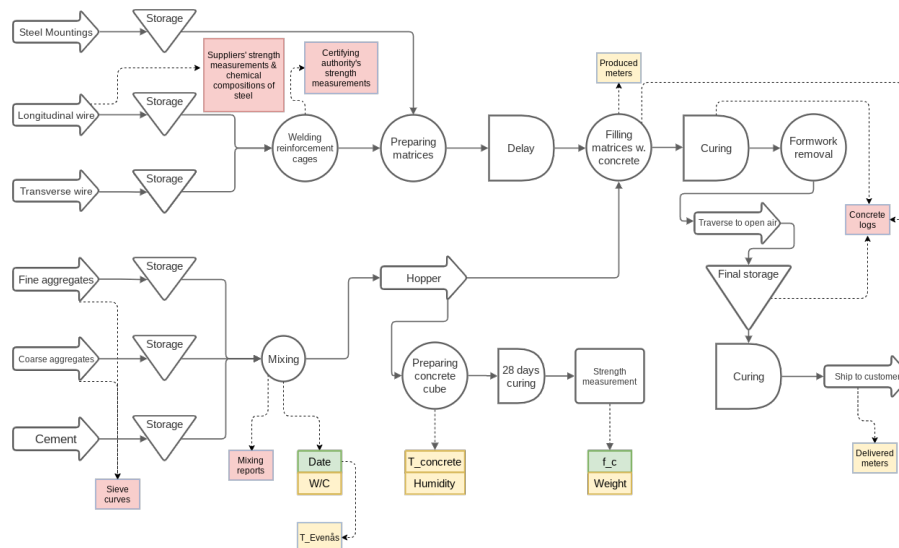 Steel Mountings
Storage
Suppliers' strength
measurements &
chemical
compositions of
steel
Certifying
authority's
strength
measurements
Produced
meters
Longitudinal wire
Storage
Welding
reinforcement
cages
Preparing
matrices
Delay
Filling
matrices w.
concrete
Curing
Formwork
removal
Transverse wire
Storage
Traverse to open air
Concrete
logs
Fine aggregates
Storage
Hopper
Final storage
Coarse aggregates
Storage
Mixing
Preparing
concrete
cube
28 days
curing
Strength
measurement
Curing
Ship to customer
Cement
Storage
Mixing
reports
Date
W/C
T_concrete
Humidity
f_c
Weight
Delivered
meters
Sieve
curves
T_Evenås